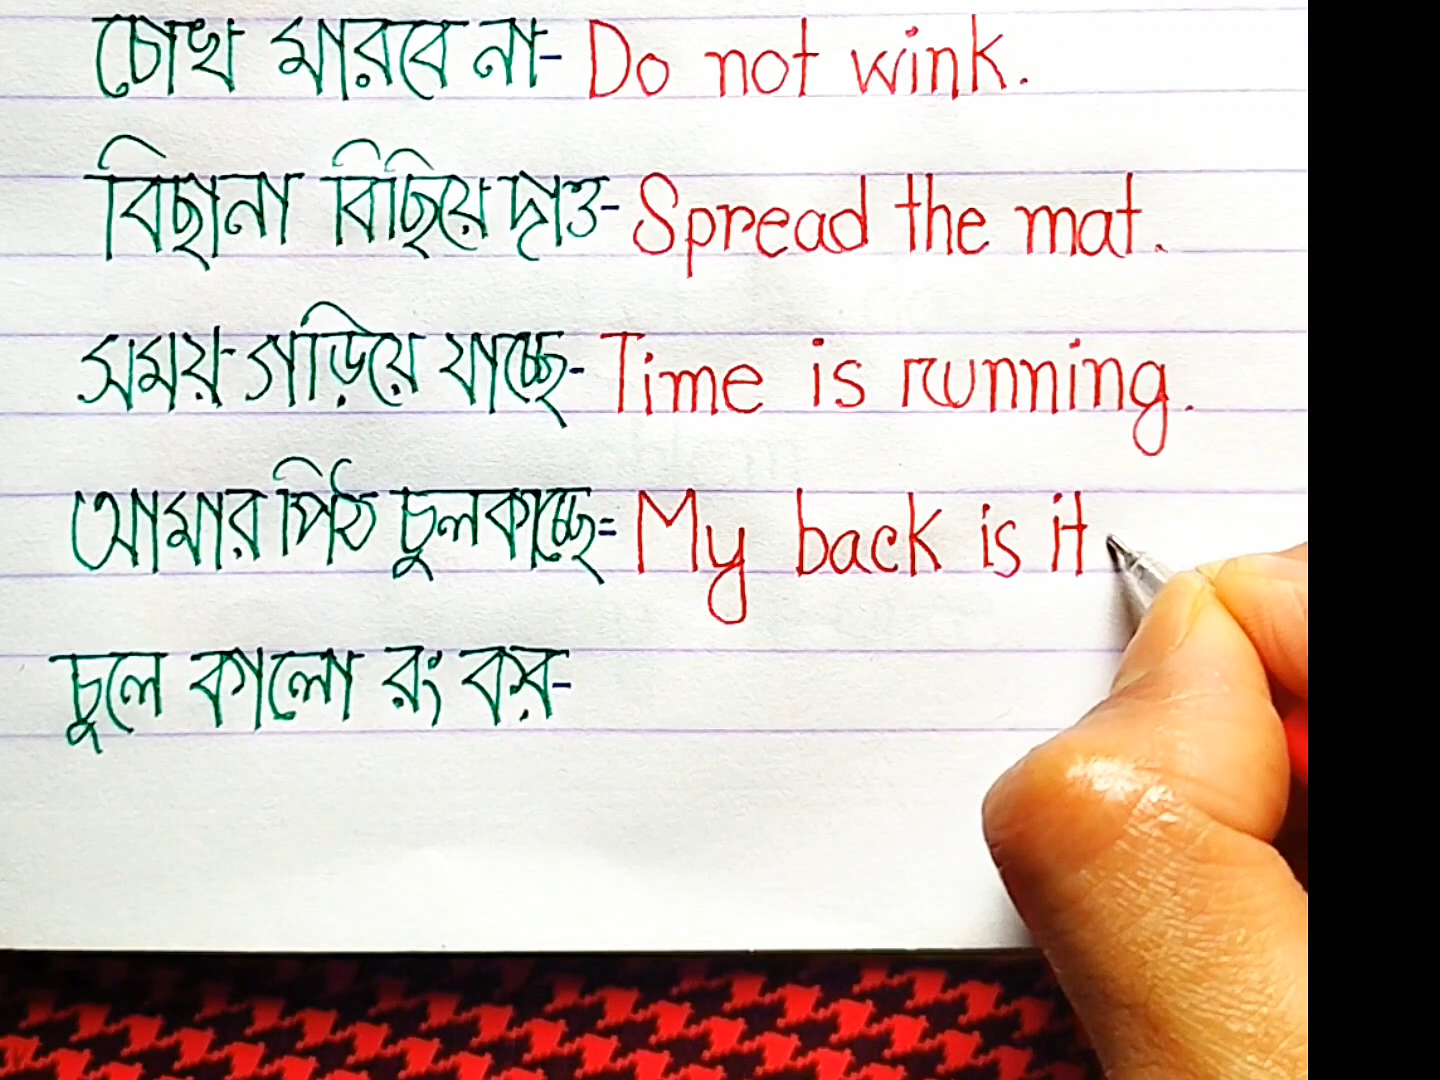 চোখ মারবে না- Do not wink.
বিছানা বিছিয়ে দাও- Spread the mat.
সময় গড়িয়ে যাচ্ছে- Time is running.
আমার পিঠ চুলকাচ্ছে= My back is it
চুলে কালো রং কর-